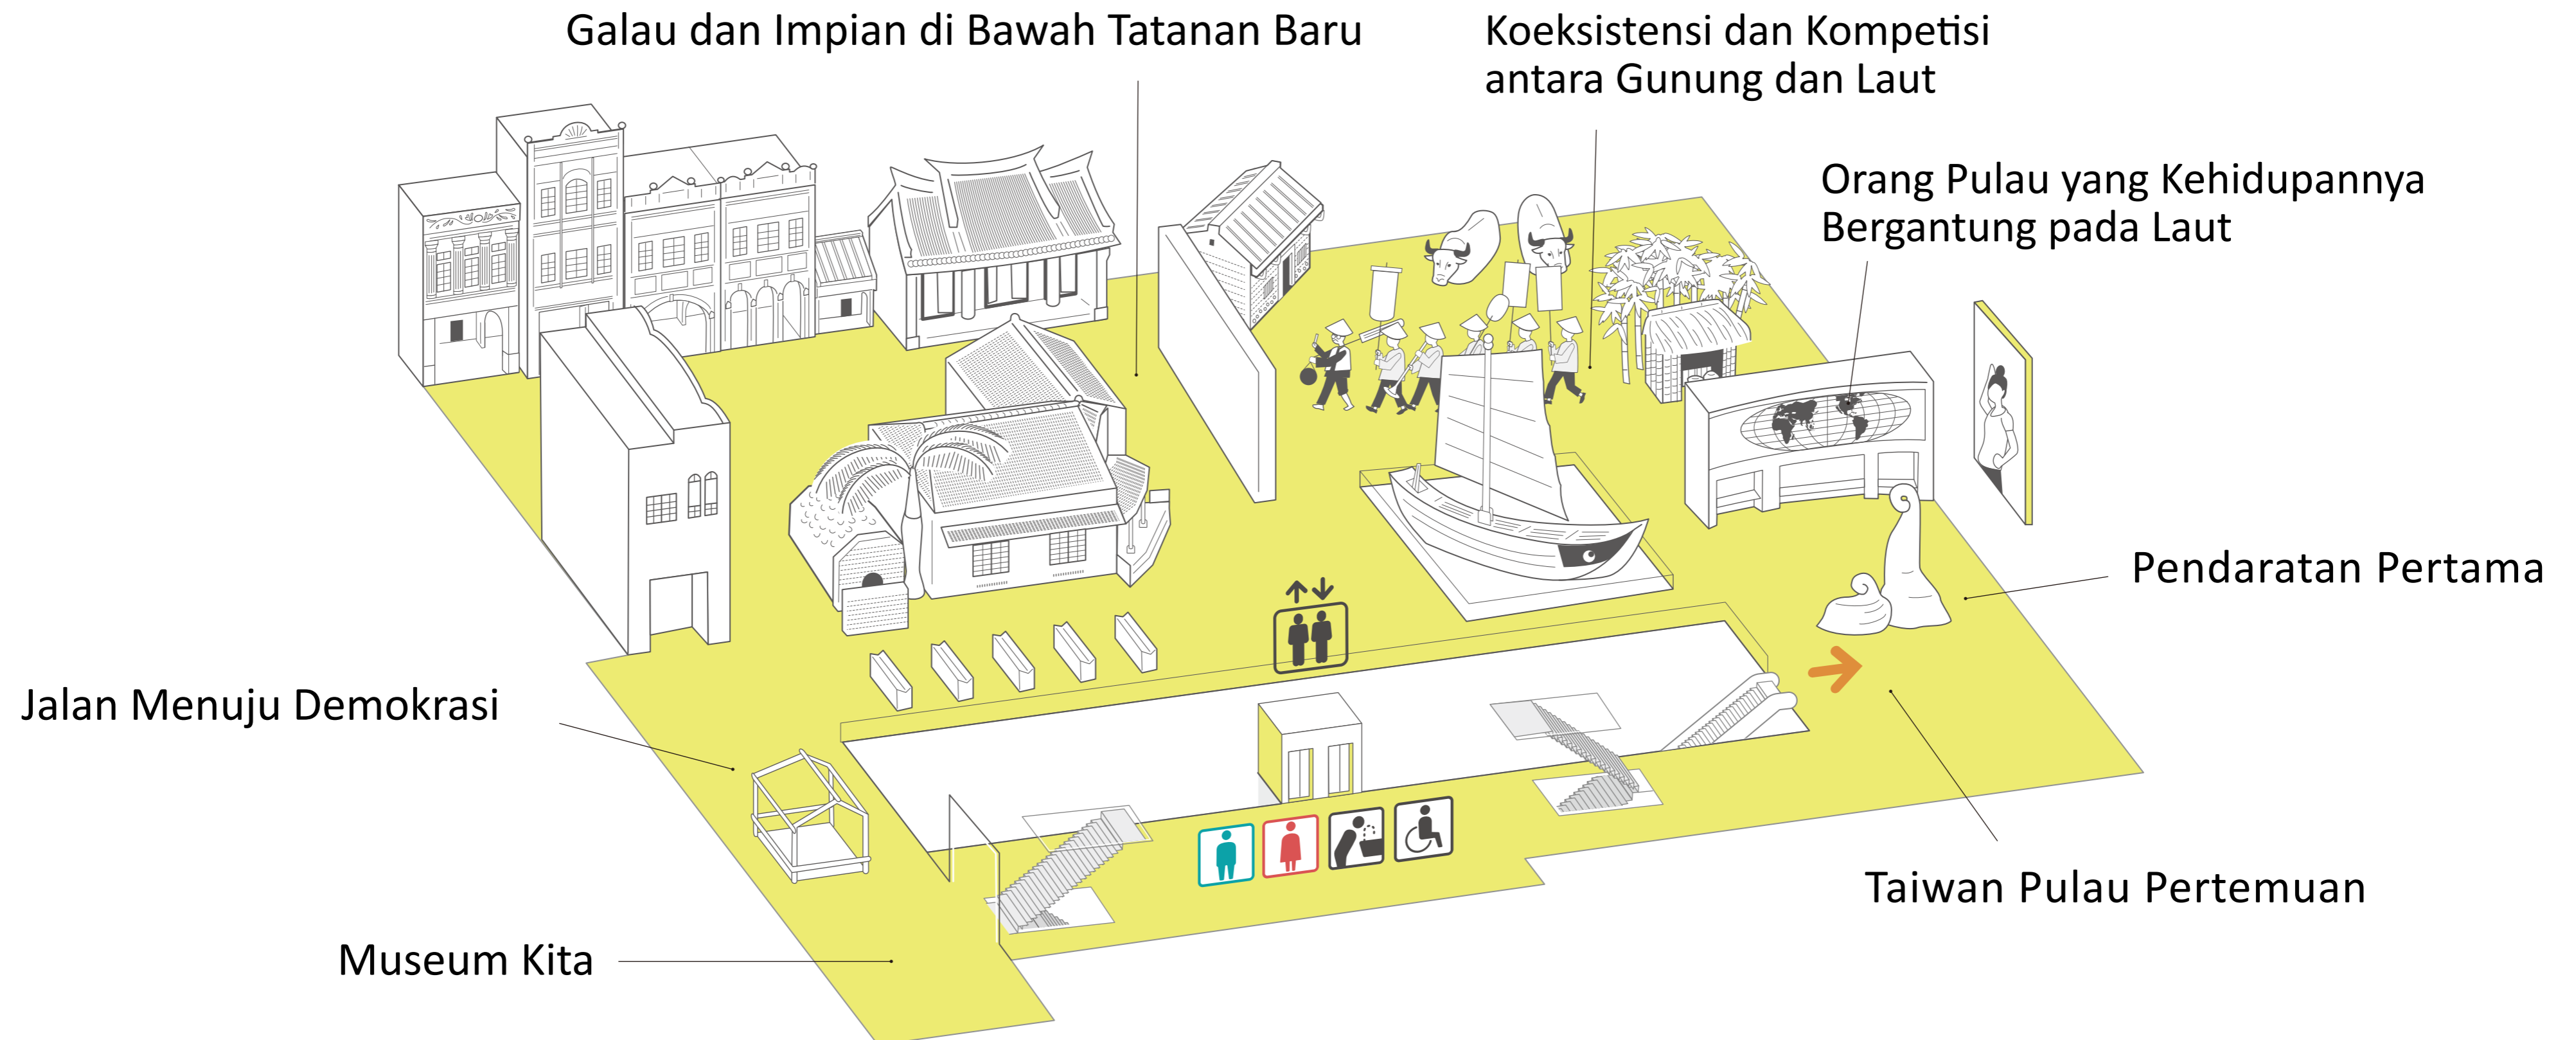 Galau dan Impian di Bawah Tatanan Baru
Koeksistensi dan Kompetisi
antara Gunung dan Laut
Orang Pulau yang Kehidupannya
Bergantung pada Laut
Pendaratan Pertama
Jalan Menuju Demokrasi
Taiwan Pulau Pertemuan
Museum Kita